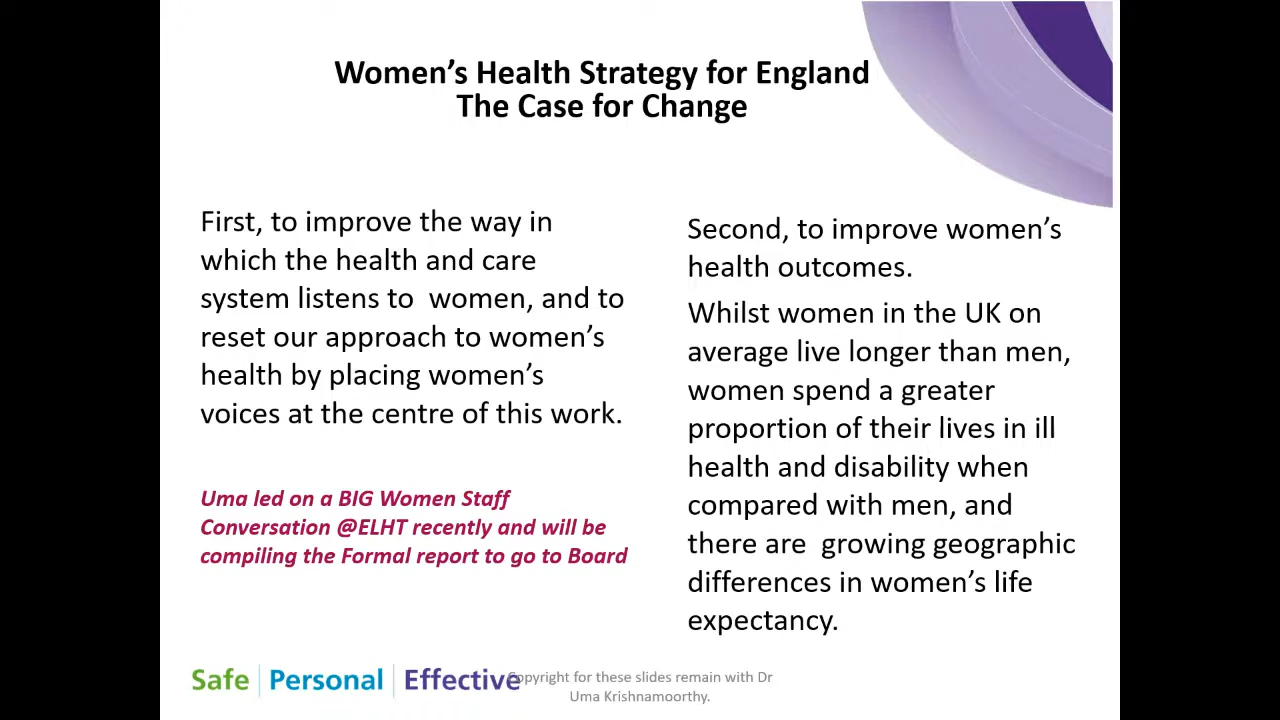 Women’s Health Strategy for England
The Case for Change
First, to improve the way in
which the health and care
system listens to  women, and to
reset our approach to women’s
health by placing women’s
voices at the centre of this work.
Uma led on a BIG Women Staff
Conversation @ELHT recently and will be
compiling the Formal report to go to Board
Second, to improve women’s
health outcomes.
Whilst women in the UK on
average live longer than men,
women spend a greater
proportion of their lives in ill
health and disability when
compared with men, and
there are  growing geographic
differences in women’s life
expectancy.
Safe Personal Effective
Copyright for these slides remain with Dr
Uma Krishnamoorthy.